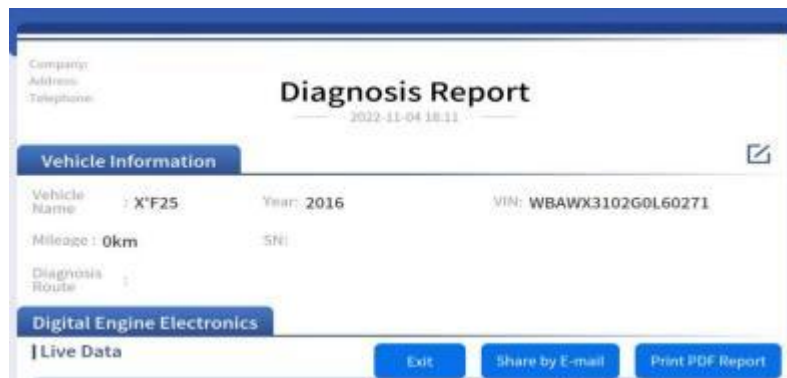 Company:
Address:
Telephone:
Diagnosis Report
2022-11-04 18:11
Vehicle Information
Vehicle Name : X'F25 Year: 2016 VIN: WBAWX3102G0L60271
Mileage : 0km SN:
Diagnosis Route :
Digital Engine Electronics
Live Data
Exit Share by E-mail Print PDF Report